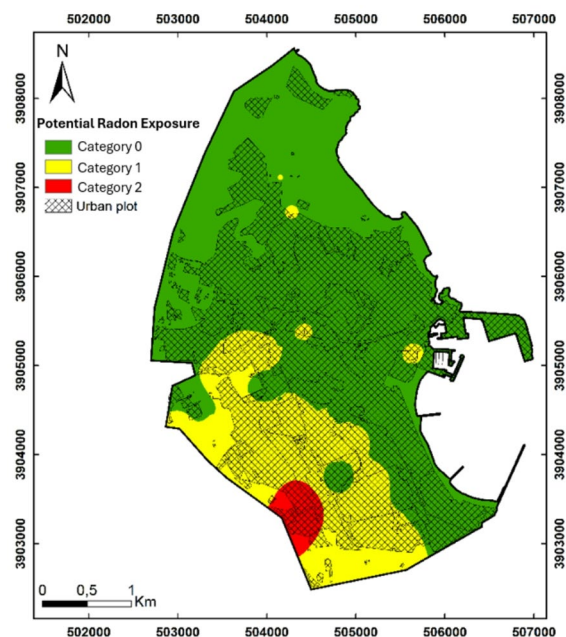 502000 503000 504000 505000 506000 507000
N
Potential Radon Exposure
Category 0
Category 1
Category 2
Urban plot
3908000
3907000
3906000
3905000
3904000
3903000
3908000
3907000
3906000
3905000
3904000
3903000
0 0,5 1
Km
502000 503000 504000 505000 506000 507000